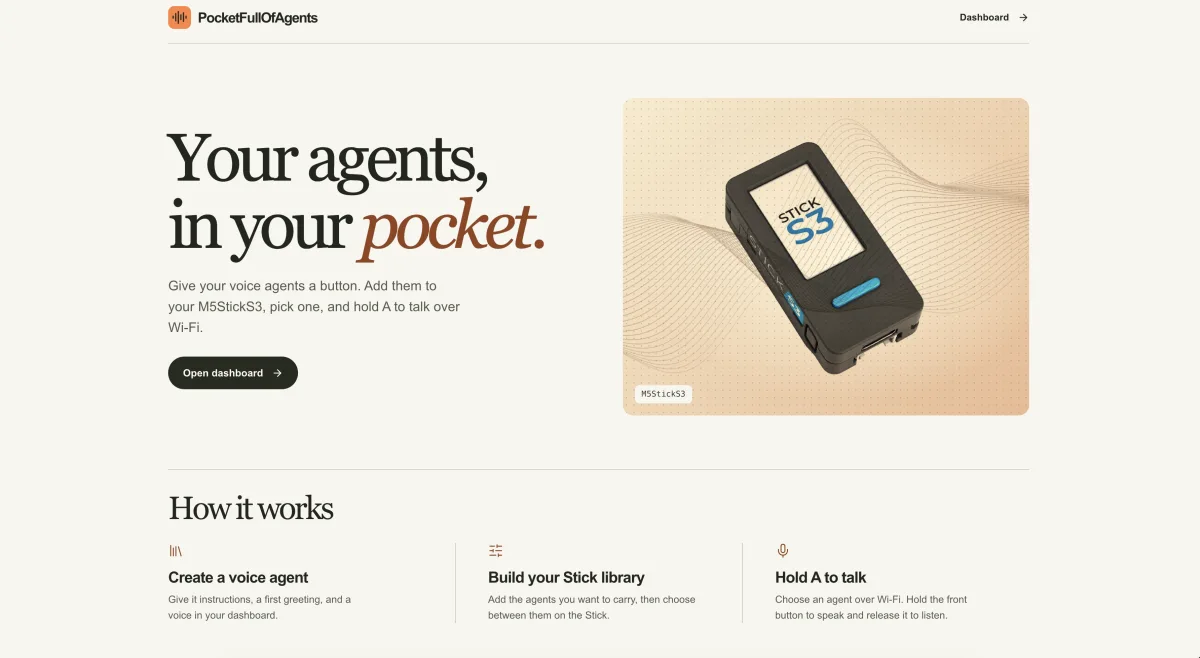 PocketFullOfAgents
Dashboard
Your agents,
in your pocket.
Give your voice agents a button. Add them to
your M5StickS3, pick one, and hold A to talk over
Wi-Fi.
Open dashboard
STICK
S3
STICK
S3
M5StickS3
How it works
Create a voice agent
Give it instructions, a first greeting, and a
voice in your dashboard.
Build your Stick library
Add the agents you want to carry, then choose
between them on the Stick.
Hold A to talk
Choose an agent over Wi-Fi. Hold the front
button to speak and release it to listen.